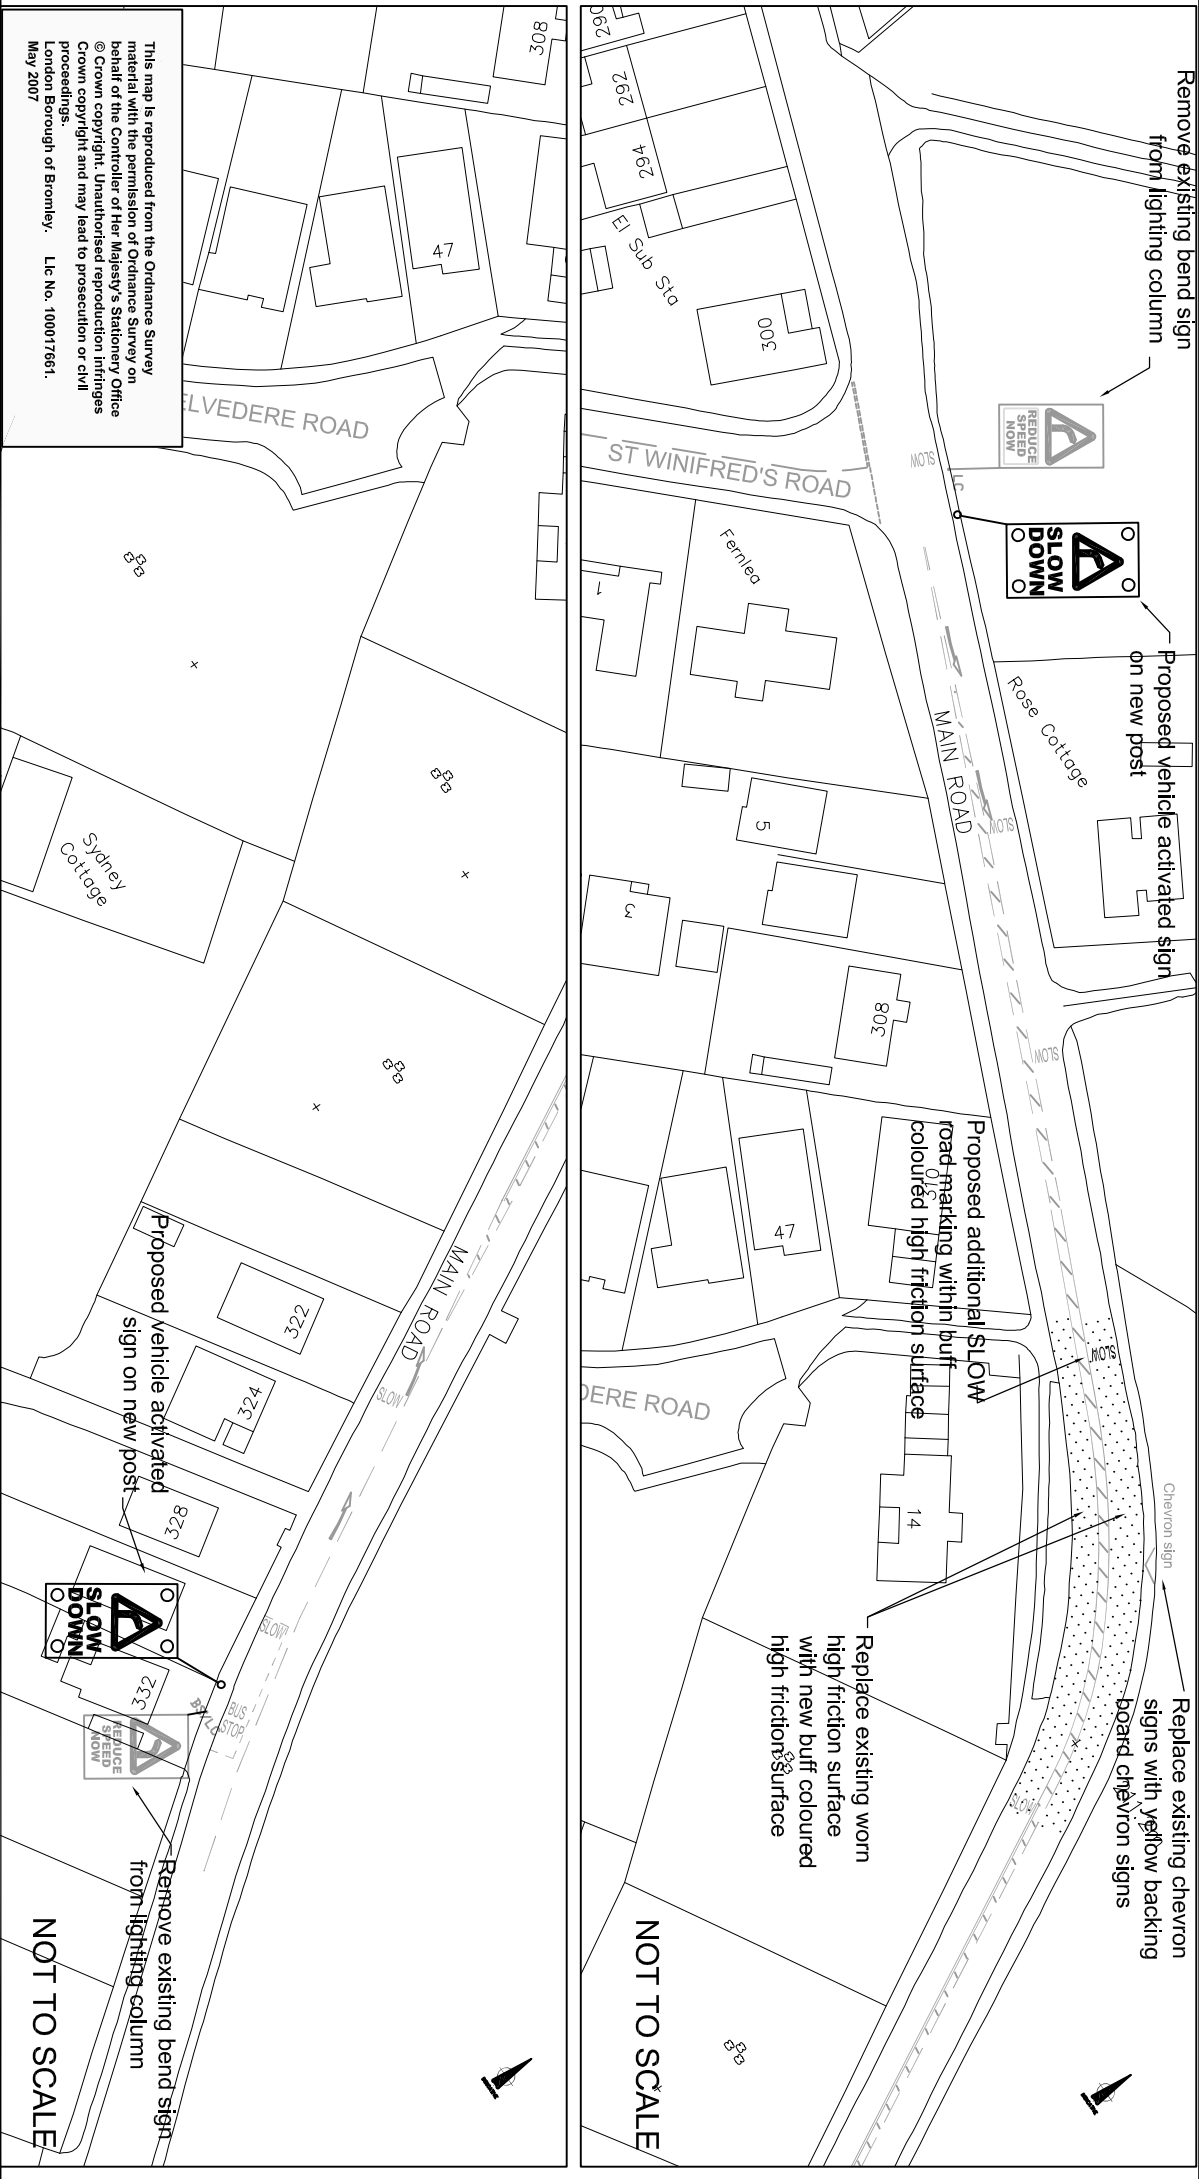 Remove existing bend sign
from lighting column
REDUCE
SPEED
NOW
SLOW
DOWN
Proposed vehicle activated sign
on new post
Rose Cottage
Chevron sign
Replace existing chevron
signs with yellow backing
board chevron signs
SLOW
MAIN ROAD
SLOW
SLOW
SLOW
SLOW
290
292
294
El Sub Sta
300
ST WINIFRED'S ROAD
Fernlea
1
5
3
308
310
47
Proposed additional SLOW
road marking within buff
coloured high friction surface
DERE ROAD
14
Replace existing worn
high friction surface
with new buff coloured
high friction surface
NOT TO SCALE
308
47
ELVEDERE ROAD
Sydney
Cottage
MAIN ROAD
SLOW
SLOW
BUS
STOP
322
324
328
332
Proposed vehicle activated
sign on new post
SLOW
DOWN
REDUCE
SPEED
NOW
Remove existing bend sign
from lighting column
NOT TO SCALE
This map is reproduced from the Ordnance Survey
material with the permission of Ordnance Survey on
behalf of the Controller of Her Majesty's Stationery Office
© Crown copyright. Unauthorised reproduction infringes
Crown copyright and may lead to prosecution or civil
proceedings.
London Borough of Bromley. Lic No. 100017661.
May 2007